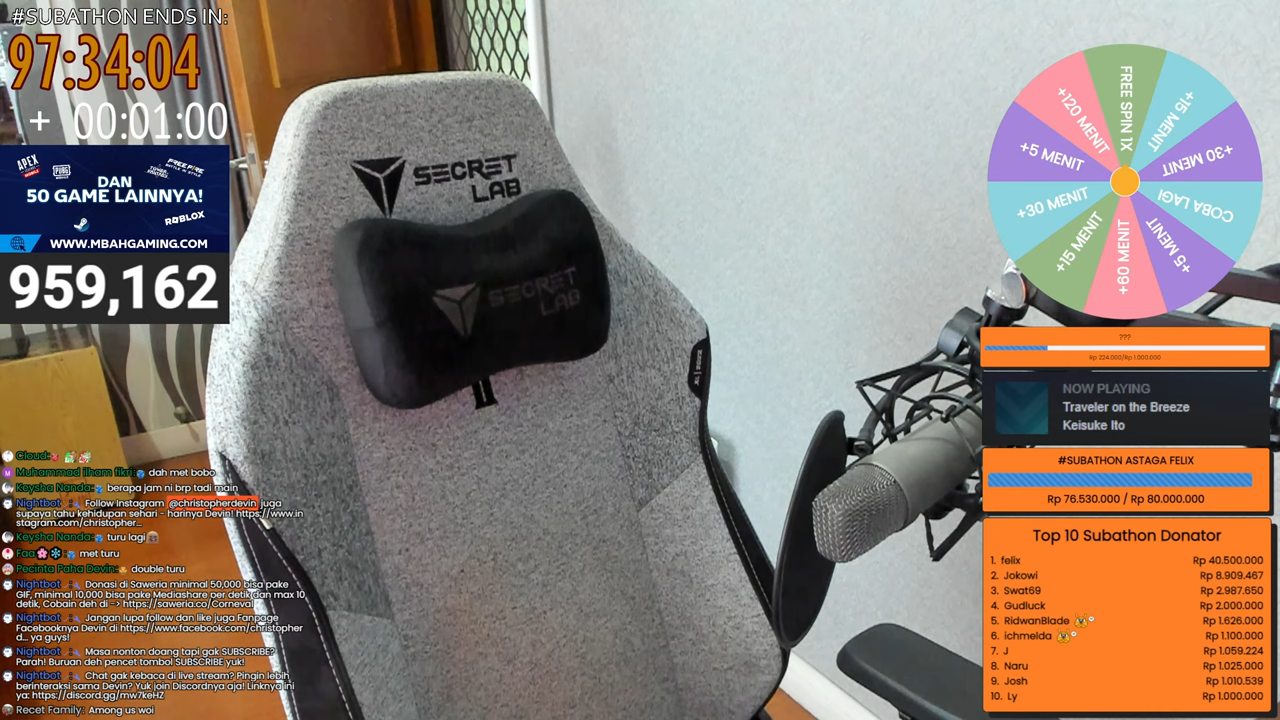 #SUBATHON ENDS IN:
97:34:04
+ 00:01:00
APEX
PUBG
FREE FIRE
DAN
50 GAME LAINNYA!
ROBLOX
WWW.MBAHGAMING.COM
959,162
SECRET
LAB
SECRET
LAB
FREE SPIN 1X
+15 MENIT
+30 MENIT
COBA LAGI
+5 MENIT
+60 MENIT
+15 MENIT
+30 MENIT
+5 MENIT
+120 MENIT
???
Rp 224.000/Rp 1.000.000
NOW PLAYING
Traveler on the Breeze
Keisuke Ito
#SUBATHON ASTAGA FELIX
Rp 76.530.000 / Rp 80.000.000
Top 10 Subathon Donator
1. felix Rp 40.500.000
2. Jokowi Rp 8.909.467
3. Swat69 Rp 2.987.650
4. Gudluck Rp 2.000.000
5. RidwanBlade Rp 1.626.000
6. ichmelda Rp 1.100.000
7. J Rp 1.059.224
8. Naru Rp 1.025.000
9. Josh Rp 1.010.539
10. Ly Rp 1.000.000
Cloud:
Muhammad ilham fikri: dah met bobo
Keysha Nanda: berapa jam ni brp tadi main
Nightbot Follow Instagram @christopherdevin juga
supaya tahu kehidupan sehari - harinya Devin! https://www.in
stagram.com/christopher...
Keysha Nanda: turu lagi
Faa: met turu
Pecinta Paha Devin: double turu
Nightbot Donasi di Saweria minimal 50,000 bisa pake
GIF, minimal 10,000 bisa pake Mediashare per detik dan max 10
detik, Cobain deh di -> https://saweria.co/Corneval
Nightbot Jangan lupa follow dan like juga Fanpage
Facebooknya Devin di https://www.facebook.com/christopher
d... ya guys!
Nightbot Masa nonton doang tapi gak SUBSCRIBE?
Parah! Buruan deh pencet tombol SUBSCRIBE yuk!
Nightbot Chat gak kebaca di live stream? Pingin lebih
berinteraksi sama Devin? Yuk join Discordnya aja! Linknya ini
ya: https://discord.gg/mw7keHZ
Recet Family: Among us woi